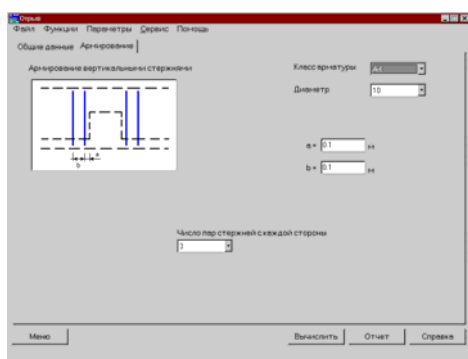 Отрыв
Файл Функции Параметры Сервис Помощь
Общие данные Армирование
Армирование вертикальными стержнями
Класс арматуры A-I
Диаметр 10
a
b
a = 0.1 м
b = 0.1 м
Число пар стержней с каждой стороны
3
Меню Вычислить Отчет Справка